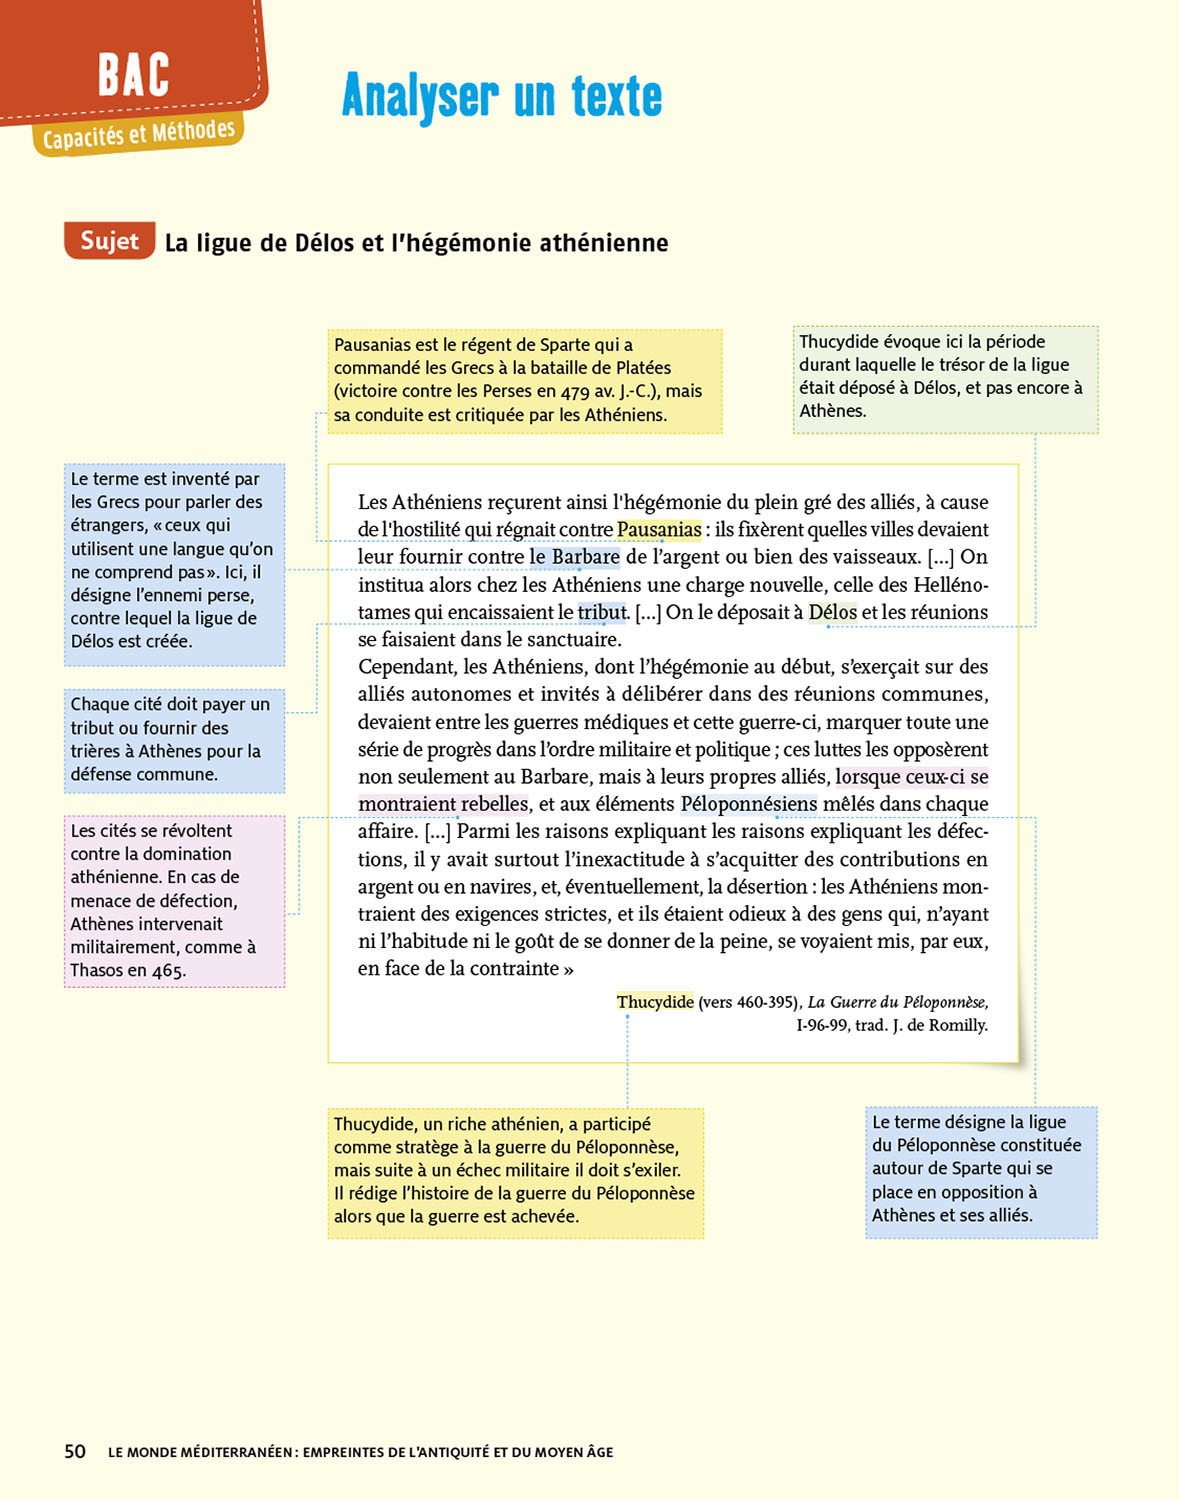 BAC
Capacités et Méthodes
Analyser un texte
Sujet La ligue de Délos et l'hégémonie athénienne
Pausanias est le régent de Sparte qui a
commandé les Grecs à la bataille de Platées
(victoire contre les Perses en 479 av. J.-C.), mais
sa conduite est critiquée par les Athéniens.
Thucydide évoque ici la période
durant laquelle le trésor de la ligue
était déposé à Délos, et pas encore à
Athènes.
Le terme est inventé par
les Grecs pour parler des
étrangers, « ceux qui
utilisent une langue qu'on
ne comprend pas ». Ici, il
désigne l'ennemi perse,
contre lequel la ligue de
Délos est créée.
Chaque cité doit payer un
tribut ou fournir des
trières à Athènes pour la
défense commune.
Les cités se révoltent
contre la domination
athénienne. En cas de
menace de défection,
Athènes intervenait
militairement, comme à
Thasos en 465.
Les Athéniens reçurent ainsi l'hégémonie du plein gré des alliés, à cause
de l'hostilité qui régnait contre Pausanias : ils fixèrent quelles villes devaient
leur fournir contre le Barbare de l'argent ou bien des vaisseaux. [...] On
institua alors chez les Athéniens une charge nouvelle, celle des Helléno-
tames qui encaissaient le tribut. [...] On le déposait à Délos et les réunions
se faisaient dans le sanctuaire.
Cependant, les Athéniens, dont l'hégémonie au début, s'exerçait sur des
alliés autonomes et invités à délibérer dans des réunions communes,
devaient entre les guerres médiques et cette guerre-ci, marquer toute une
série de progrès dans l'ordre militaire et politique ; ces luttes les opposèrent
non seulement au Barbare, mais à leurs propres alliés, lorsque ceux-ci se
montraient rebelles, et aux éléments Péloponnésiens mêlés dans chaque
affaire. [...] Parmi les raisons expliquant les raisons expliquant les défec-
tions, il y avait surtout l'inexactitude à s'acquitter des contributions en
argent ou en navires, et, éventuellement, la désertion : les Athéniens mon-
traient des exigences strictes, et ils étaient odieux à des gens qui, n'ayant
ni l'habitude ni le goût de se donner de la peine, se voyaient mis, par eux,
en face de la contrainte »
Thucydide (vers 460-395), La Guerre du Péloponnèse,
I-96-99, trad. J. de Romilly.
Thucydide, un riche athénien, a participé
comme stratège à la guerre du Péloponnèse,
mais suite à un échec militaire il doit s'exiler.
Il rédige l'histoire de la guerre du Péloponnèse
alors que la guerre est achevée.
Le terme désigne la ligue
du Péloponnèse constituée
autour de Sparte qui se
place en opposition à
Athènes et ses alliés.
50 LE MONDE MÉDITERRANÉEN : EMPREINTES DE L'ANTIQUITÉ ET DU MOYEN ÂGE